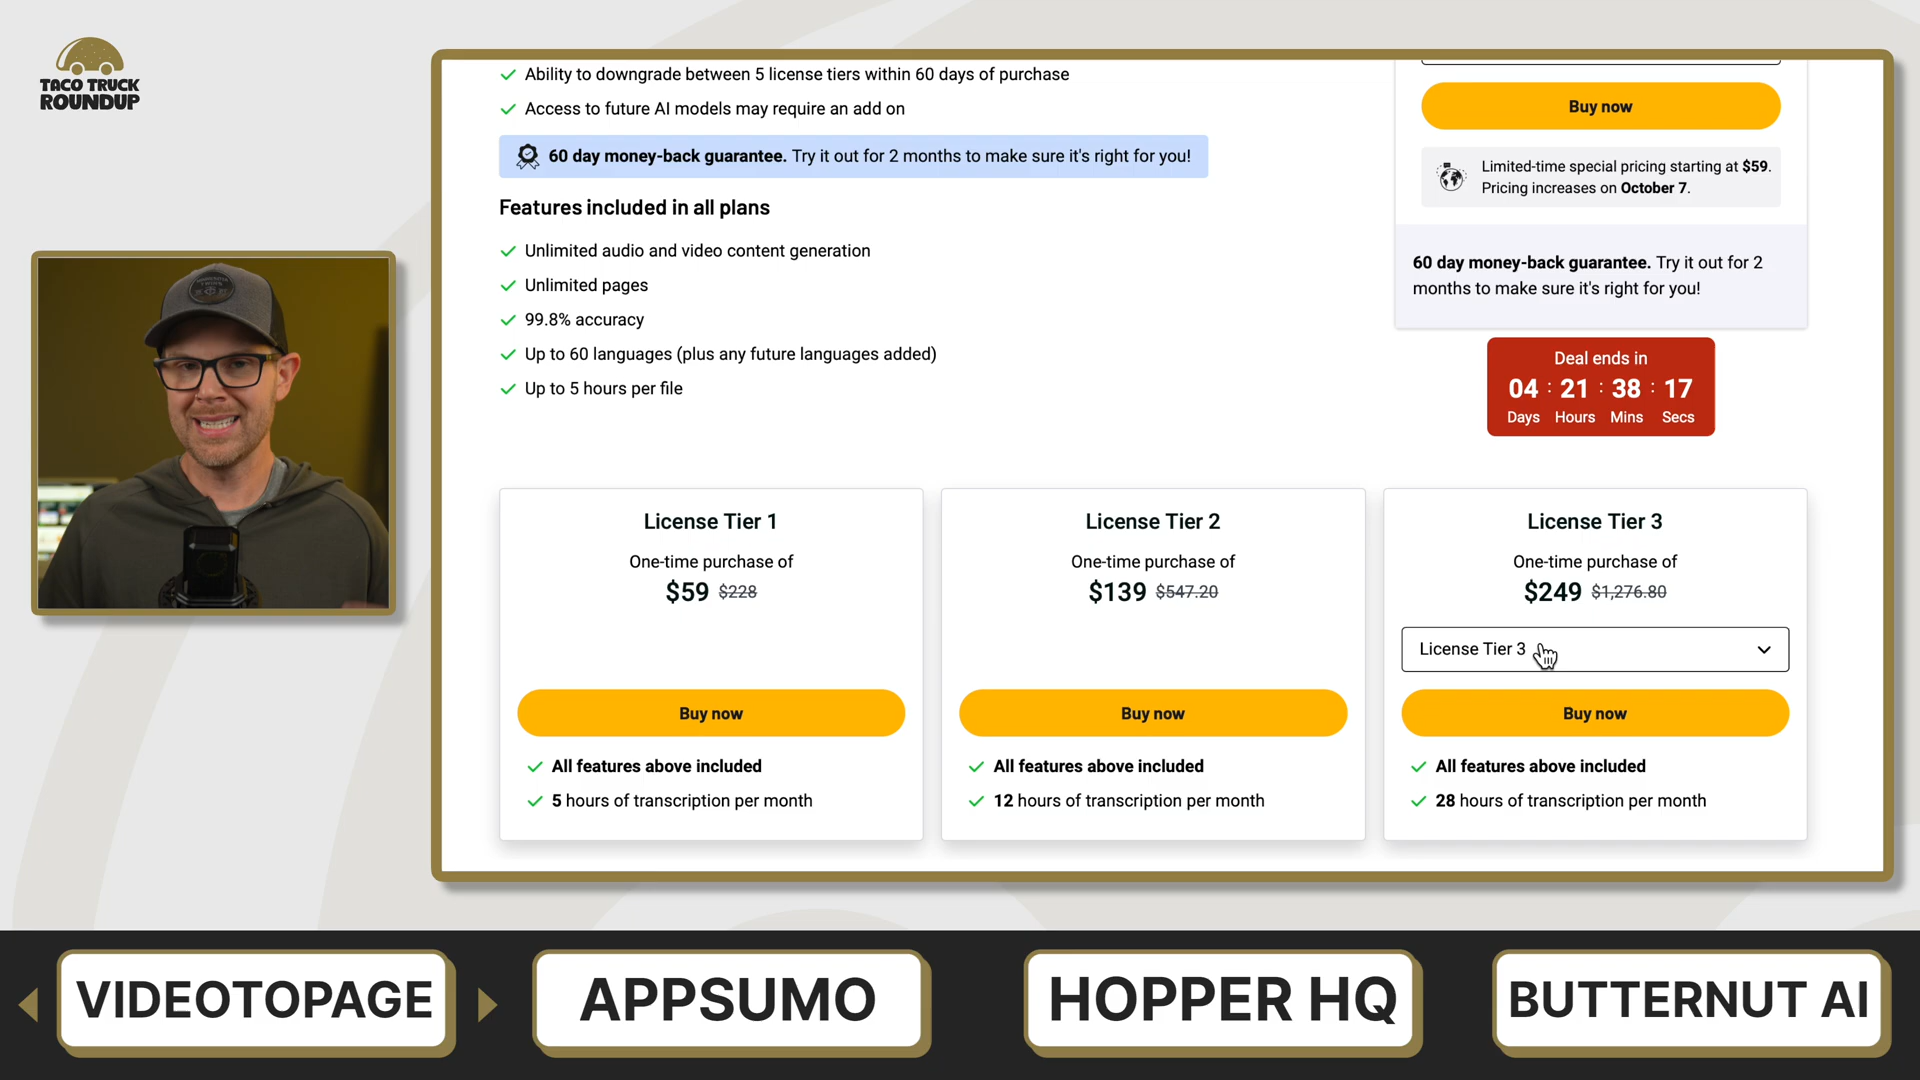 TACO TRUCK
ROUNDUP
Ability to downgrade between 5 license tiers within 60 days of purchase
Access to future AI models may require an add on
60 day money-back guarantee. Try it out for 2 months to make sure it's right for you!
Features included in all plans
Unlimited audio and video content generation
Unlimited pages
99.8% accuracy
Up to 60 languages (plus any future languages added)
Up to 5 hours per file
Buy now
Limited-time special pricing starting at $59.
Pricing increases on October 7.
60 day money-back guarantee. Try it out for 2
months to make sure it's right for you!
Deal ends in
04 : 21 : 38 : 17
Days Hours Mins Secs
License Tier 1
One-time purchase of
$59 $228
Buy now
All features above included
5 hours of transcription per month
License Tier 2
One-time purchase of
$139 $547.20
Buy now
All features above included
12 hours of transcription per month
License Tier 3
One-time purchase of
$249 $1,276.80
License Tier 3
Buy now
All features above included
28 hours of transcription per month
VIDEOTOPAGE
APPSUMO
HOPPER HQ
BUTTERNUT AI